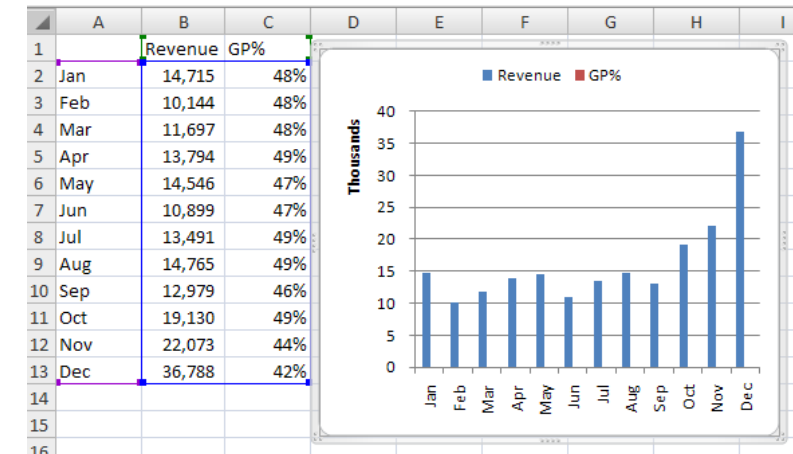 A B C D E F G H I
1 Revenue GP%
2 Jan 14,715 48%
3 Feb 10,144 48%
4 Mar 11,697 48%
5 Apr 13,794 49%
6 May 14,546 47%
7 Jun 10,899 47%
8 Jul 13,491 49%
9 Aug 14,765 49%
10 Sep 12,979 46%
11 Oct 19,130 49%
12 Nov 22,073 44%
13 Dec 36,788 42%
14
15
16
Revenue GP%
Thousands
40
35
30
25
20
15
10
5
0
Jan Feb Mar Apr May Jun Jul Aug Sep Oct Nov Dec